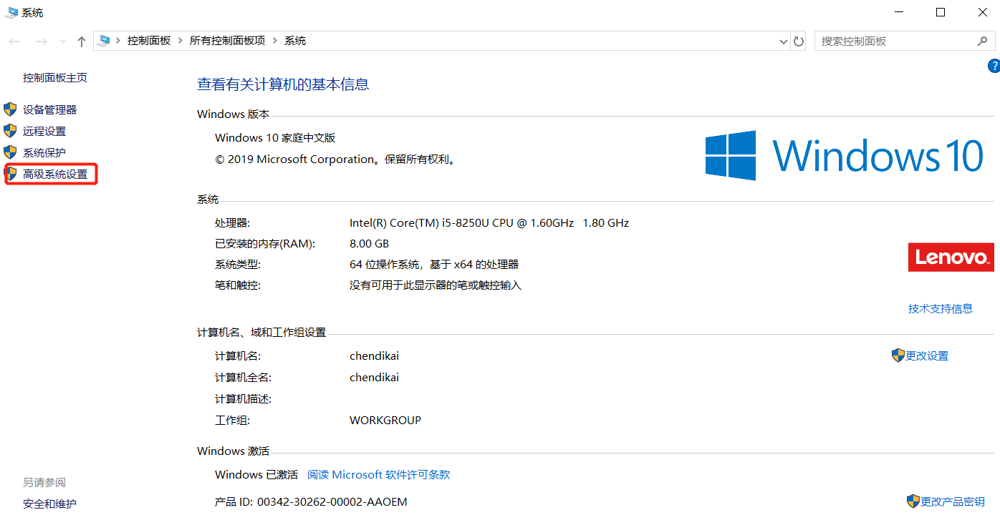 系统
控制面板 > 所有控制面板项 > 系统
搜索控制面板
?
控制面板主页
设备管理器
远程设置
系统保护
高级系统设置
查看有关计算机的基本信息
Windows 版本
Windows 10 家庭中文版
© 2019 Microsoft Corporation。保留所有权利。
Windows 10
系统
处理器: Intel(R) Core(TM) i5-8250U CPU @ 1.60GHz 1.80 GHz
已安装的内存(RAM): 8.00 GB
系统类型: 64 位操作系统，基于 x64 的处理器
笔和触控: 没有可用于此显示器的笔或触控输入
Lenovo™
技术支持信息
计算机名、域和工作组设置
计算机名: chendikai 更改设置
计算机全名: chendikai
计算机描述:
工作组: WORKGROUP
Windows 激活
Windows 已激活 阅读 Microsoft 软件许可条款
产品 ID: 00342-30262-00002-AAOEM 更改产品密钥
另请参阅
安全和维护